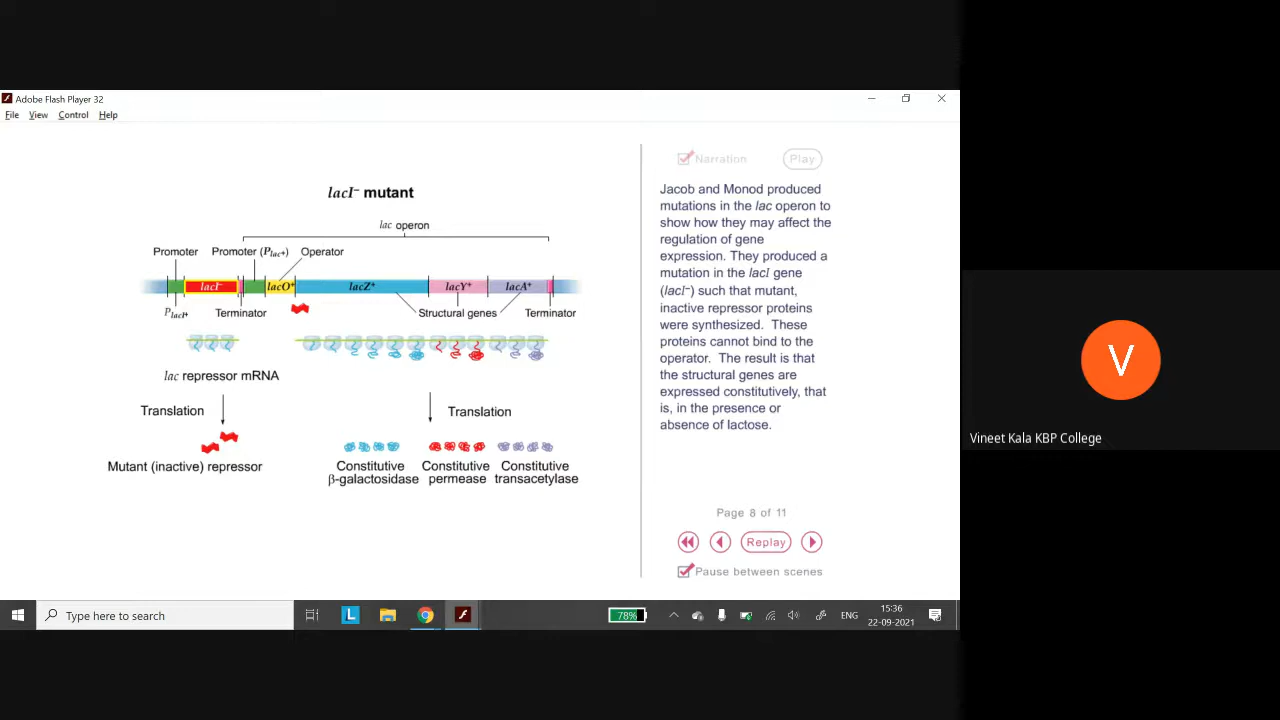 Adobe Flash Player 32
File View Control Help
lacI⁻ mutant
lac operon
Promoter Promoter (Plac+) Operator
lacI⁻ lacO+ lacZ+ lacY+ lacA+
PlacI+ Terminator Structural genes Terminator
lac repressor mRNA
Translation Translation
Mutant (inactive) repressor
Constitutive Constitutive Constitutive
β-galactosidase permease transacetylase
Narration Play
Jacob and Monod produced
mutations in the lac operon to
show how they may affect the
regulation of gene
expression. They produced a
mutation in the lacI gene
(lacI⁻) such that mutant,
inactive repressor proteins
were synthesized. These
proteins cannot bind to the
operator. The result is that
the structural genes are
expressed constitutively, that
is, in the presence or
absence of lactose.
Page 8 of 11
Replay
Pause between scenes
V
Vineet Kala KBP College
Type here to search
L
78%
ENG
15:36
22-09-2021